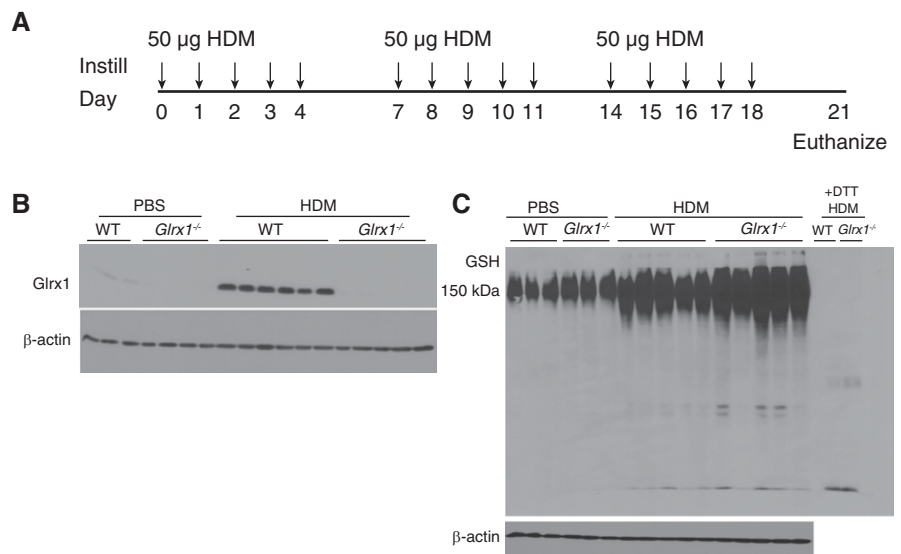 A
50 µg HDM 50 µg HDM 50 µg HDM
Instill
Day
0 1 2 3 4 7 8 9 10 11 14 15 16 17 18 21
Euthanize
B
PBS HDM
WT Glrx1-/- WT Glrx1-/-
Glrx1
β-actin
C
PBS HDM +DTT HDM
WT Glrx1-/- WT Glrx1-/- WT Glrx1-/-
GSH
150 kDa
β-actin